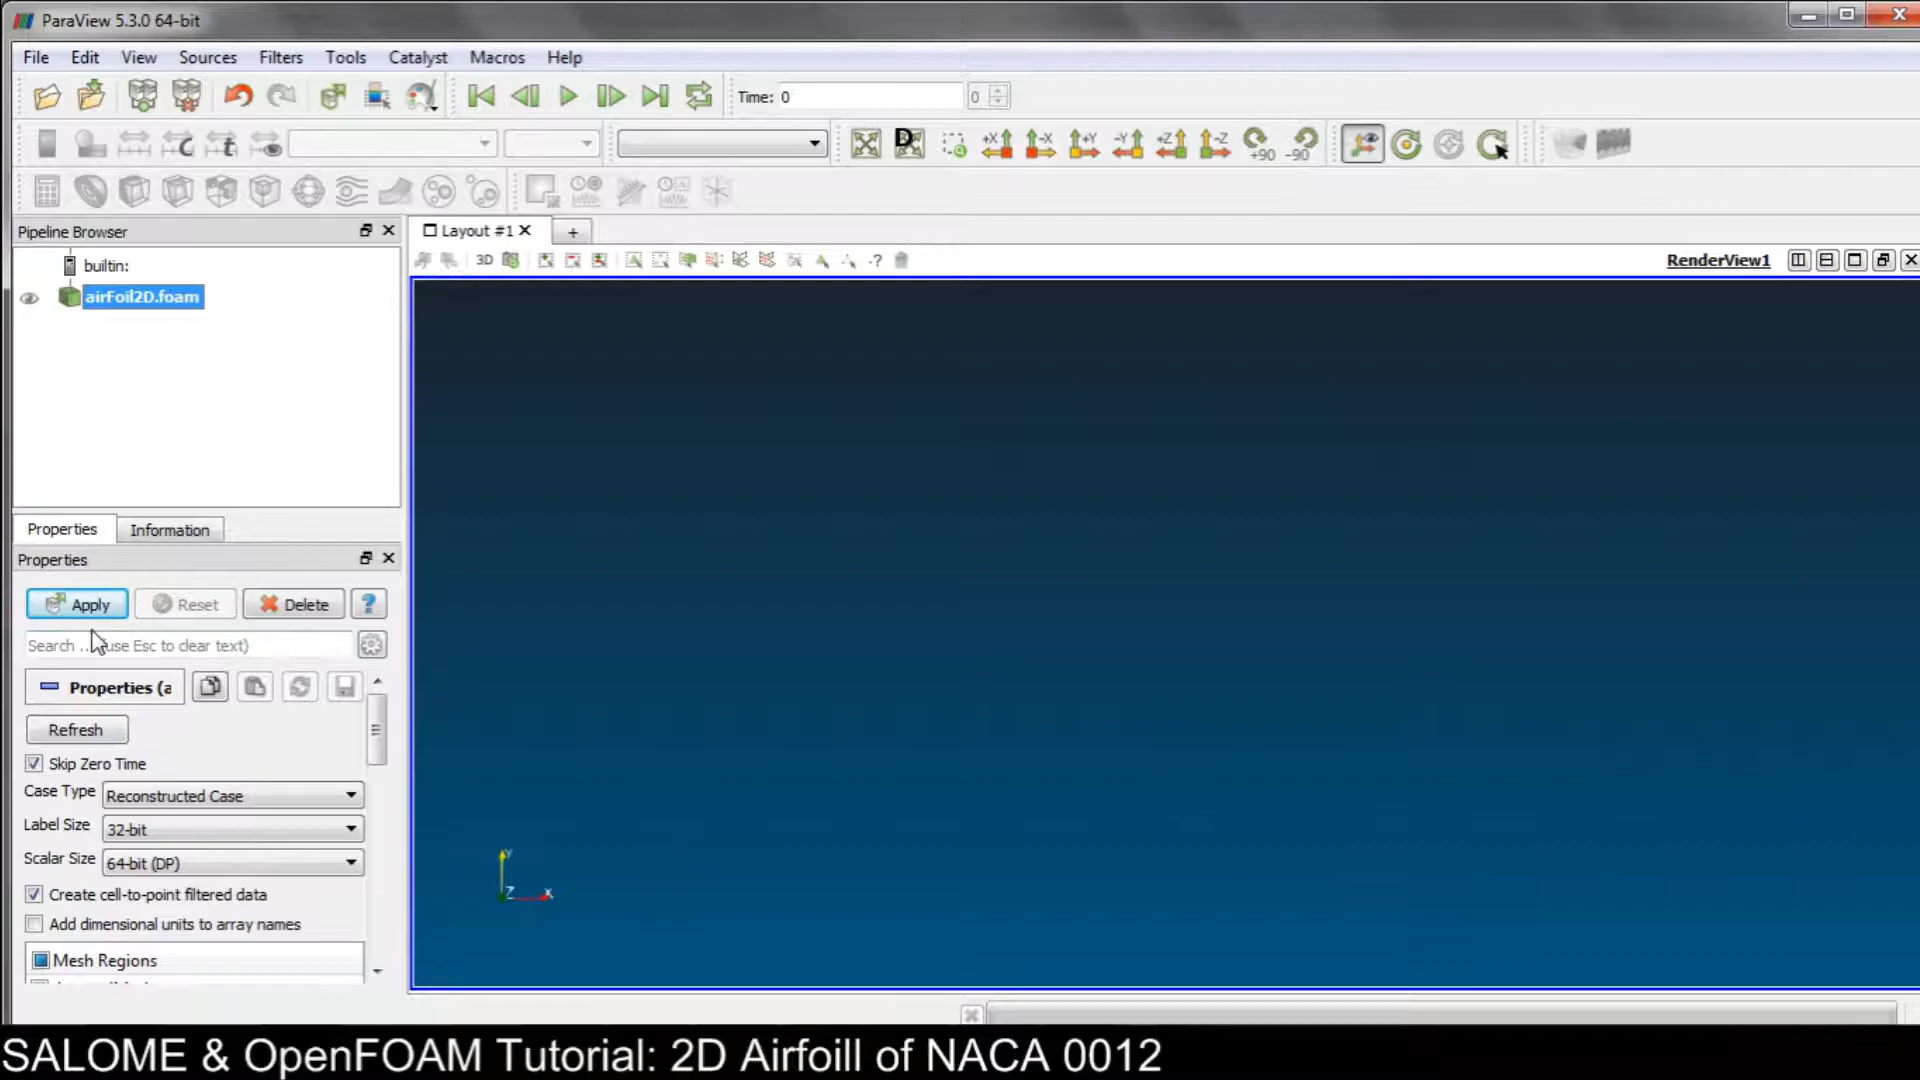 ParaView 5.3.0 64-bit
File Edit View Sources Filters Tools Catalyst Macros Help
Time: 0 0
D +X -X +Y -Y +Z -Z +90 -90
Pipeline Browser
Layout #1
+
builtin:
3D
RenderView1
airFoil2D.foam
Properties Information
Properties
Apply Reset Delete ?
Search ... use Esc to clear text)
Properties (a
Refresh
Skip Zero Time
Case Type Reconstructed Case
Label Size 32-bit
Scalar Size 64-bit (DP)
Create cell-to-point filtered data
Add dimensional units to array names
Mesh Regions
Y
Z X
SALOME & OpenFOAM Tutorial: 2D Airfoill of NACA 0012